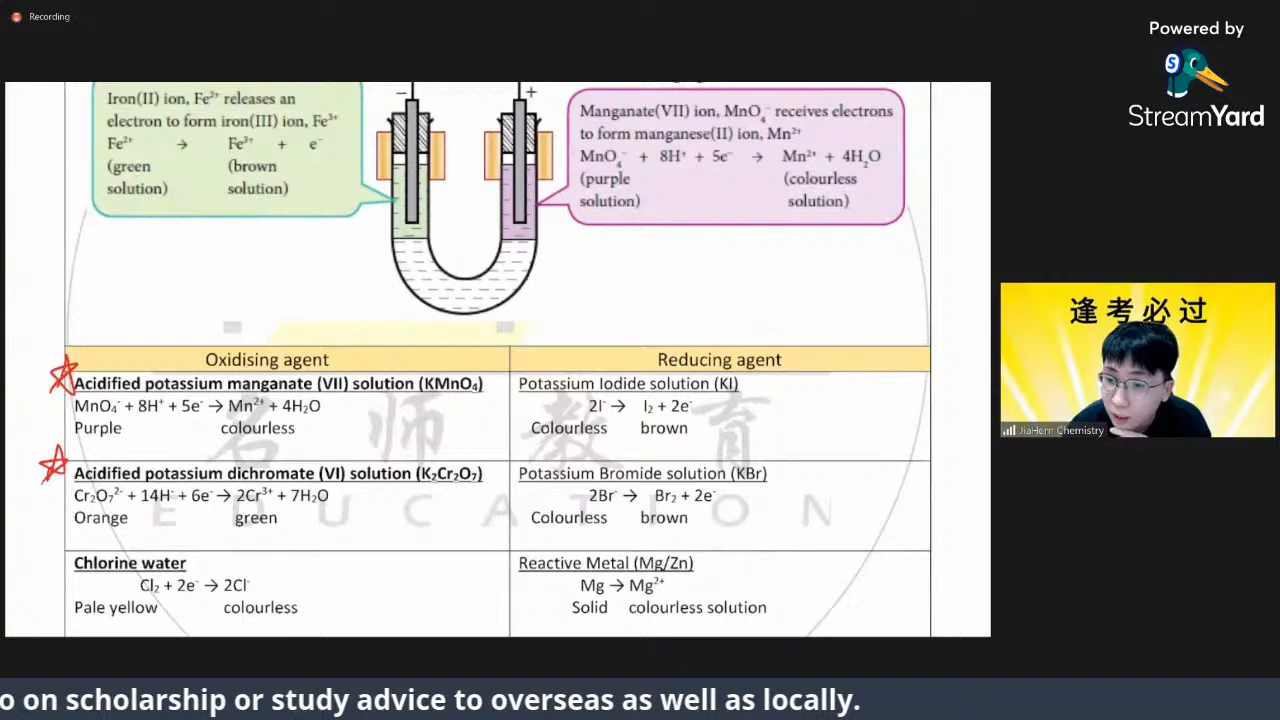 Recording
Powered by
S
StreamYard
Iron(II) ion, Fe²⁺ releases an
electron to form iron(III) ion, Fe³⁺
Fe²⁺ → Fe³⁺ + e⁻
(green (brown
solution) solution)
−
+
Manganate(VII) ion, MnO₄⁻ receives electrons
to form manganese(II) ion, Mn²⁺
MnO₄⁻ + 8H⁺ + 5e⁻ → Mn²⁺ + 4H₂O
(purple (colourless
solution) solution)
Oxidising agent Reducing agent
Acidified potassium manganate (VII) solution (KMnO₄)
MnO₄⁻ + 8H⁺ + 5e⁻ → Mn²⁺ + 4H₂O
Purple colourless
Potassium Iodide solution (KI)
2I⁻ → I₂ + 2e⁻
Colourless brown
Acidified potassium dichromate (VI) solution (K₂Cr₂O₇)
Cr₂O₇²⁻ + 14H⁺ + 6e⁻ → 2Cr³⁺ + 7H₂O
Orange green
Potassium Bromide solution (KBr)
2Br⁻ → Br₂ + 2e⁻
Colourless brown
Chlorine water
Cl₂ + 2e⁻ → 2Cl⁻
Pale yellow colourless
Reactive Metal (Mg/Zn)
Mg → Mg²⁺
Solid colourless solution
名师教育
EDUCATION
逢考必过
JiaHern Chemistry
o on scholarship or study advice to overseas as well as locally.